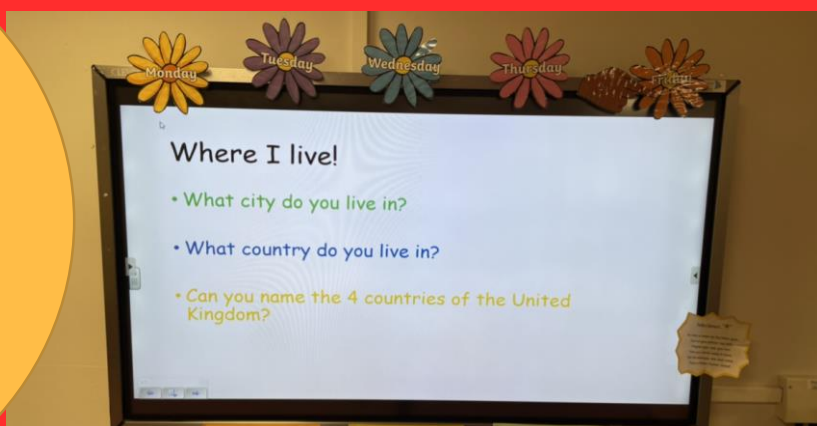 Monday
Tuesday
Wednesday
Thursday
Friday!
Where I live!
• What city do you live in?
• What country do you live in?
• Can you name the 4 countries of the United
Kingdom?